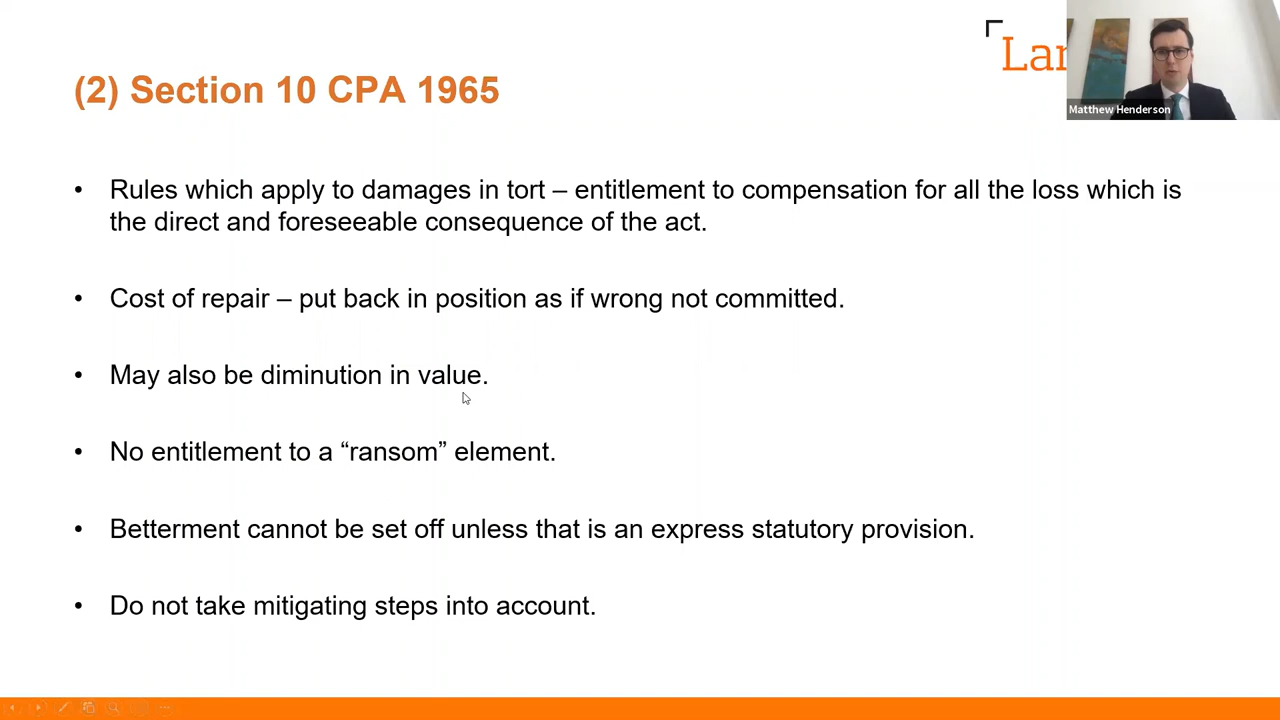 (2) Section 10 CPA 1965
Lan
Matthew Henderson
• Rules which apply to damages in tort – entitlement to compensation for all the loss which is
the direct and foreseeable consequence of the act.
• Cost of repair – put back in position as if wrong not committed.
• May also be diminution in value.
• No entitlement to a “ransom” element.
• Betterment cannot be set off unless that is an express statutory provision.
• Do not take mitigating steps into account.